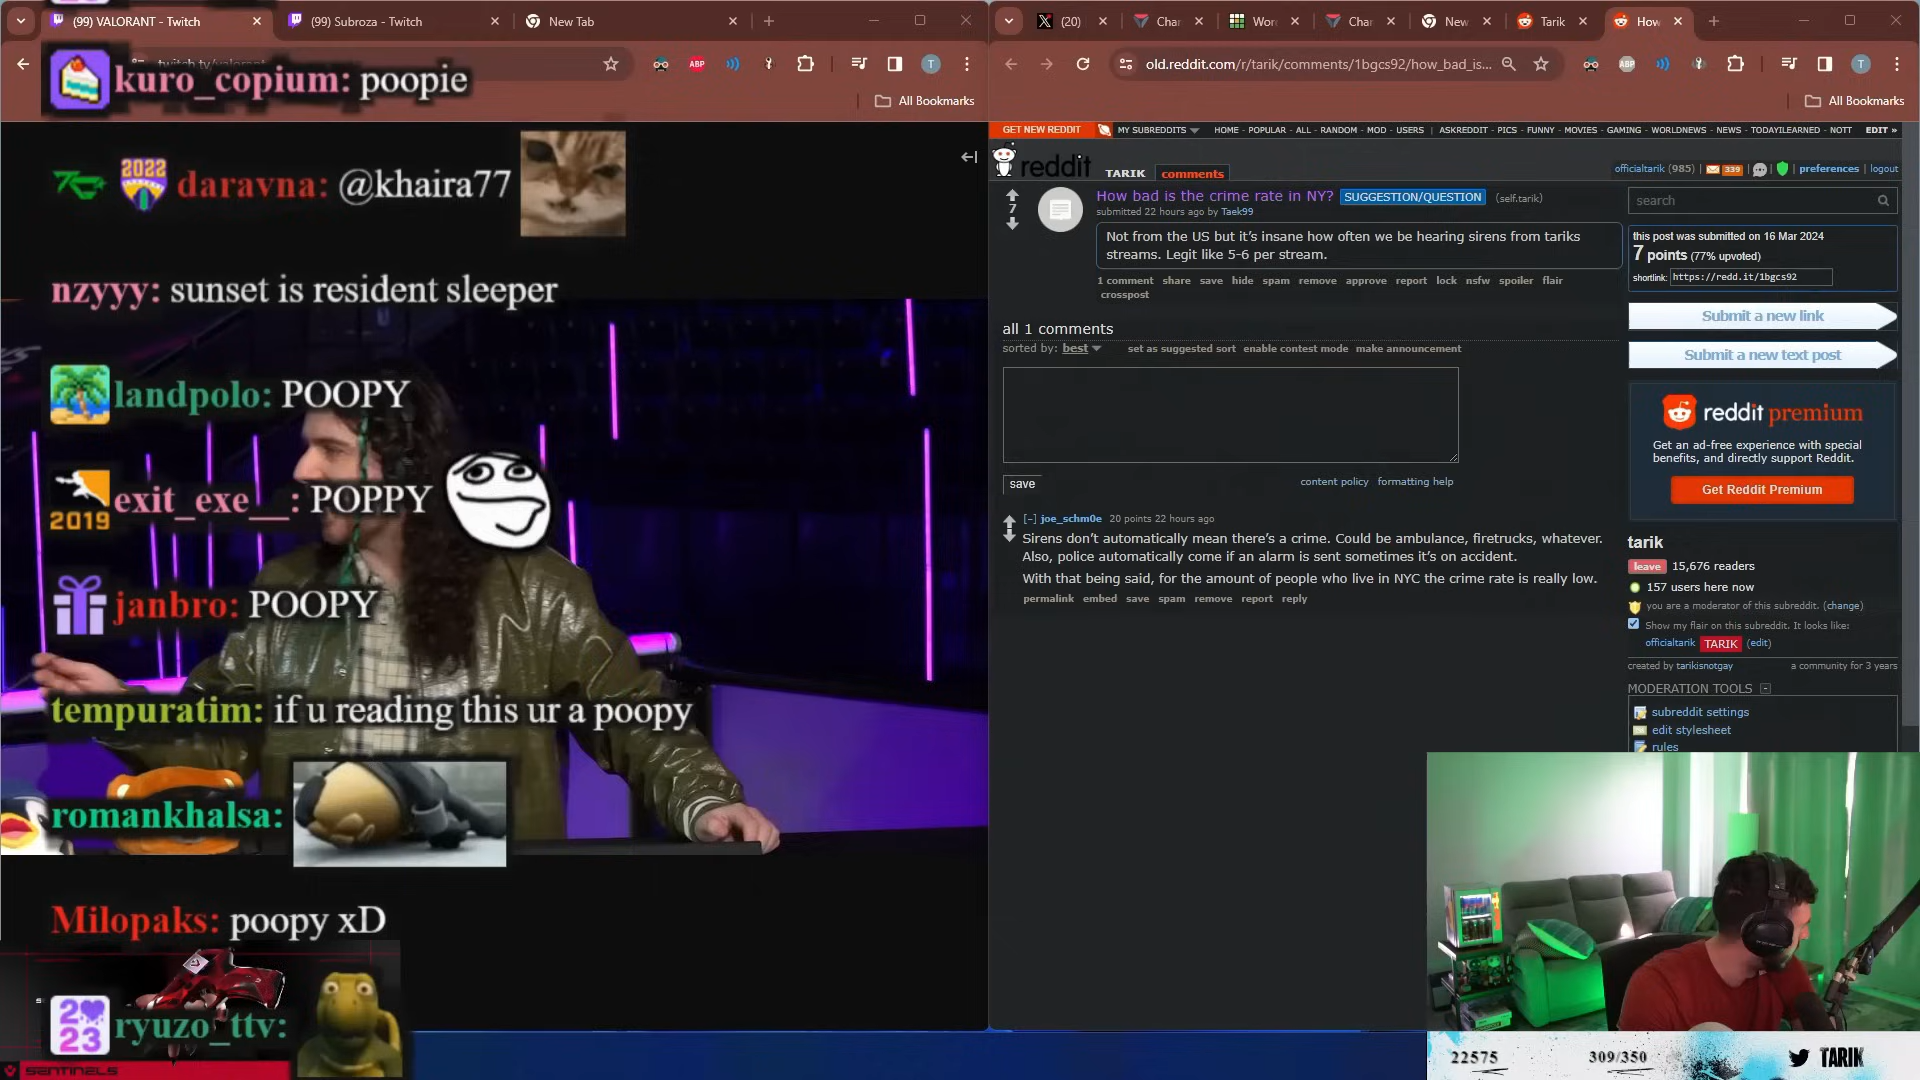 (99) VALORANT - Twitch
(99) Subroza - Twitch
New Tab
twitch.tv/valorant
All Bookmarks
kuro_copium: poopie
2022
daravna: @khaira77
nzyyy: sunset is resident sleeper
landpolo: POOPY
exit_exe__: POPPY
2019
janbro: POOPY
tempuratim: if u reading this ur a poopy
romankhalsa:
Milopaks: poopy xD
2 23
ryuzo_ttv:
SENTINELS
(20)
Char
Wor
Char
New
Tarik
How
old.reddit.com/r/tarik/comments/1bgcs92/how_bad_is...
ABP
All Bookmarks
GET NEW REDDIT
MY SUBREDDITS
HOME - POPULAR - ALL - RANDOM - MOD - USERS | ASKREDDIT - PICS - FUNNY - MOVIES - GAMING - WORLDNEWS - NEWS - TODAYILEARNED - NOTT
EDIT »
reddit TARIK comments
officialtarik (985) | 339 | preferences | logout
7
How bad is the crime rate in NY? SUGGESTION/QUESTION (self.tarik)
submitted 22 hours ago by Taek99
Not from the US but it's insane how often we be hearing sirens from tariks
streams. Legit like 5-6 per stream.
1 comment share save hide spam remove approve report lock nsfw spoiler flair
crosspost
all 1 comments
sorted by: best
set as suggested sort enable contest mode make announcement
save
content policy formatting help
[–] joe_schm0e 20 points 22 hours ago
Sirens don't automatically mean there's a crime. Could be ambulance, firetrucks, whatever.
Also, police automatically come if an alarm is sent sometimes it's on accident.
With that being said, for the amount of people who live in NYC the crime rate is really low.
permalink embed save spam remove report reply
search
this post was submitted on 16 Mar 2024
7 points (77% upvoted)
shortlink: https://redd.it/1bgcs92
Submit a new link
Submit a new text post
reddit premium
Get an ad-free experience with special
benefits, and directly support Reddit.
Get Reddit Premium
tarik
leave 15,676 readers
157 users here now
you are a moderator of this subreddit. (change)
Show my flair on this subreddit. It looks like:
officialtarik TARIK (edit)
created by tarikisnotgay
a community for 3 years
MODERATION TOOLS
subreddit settings
edit stylesheet
rules
22575
309/350
TARIK